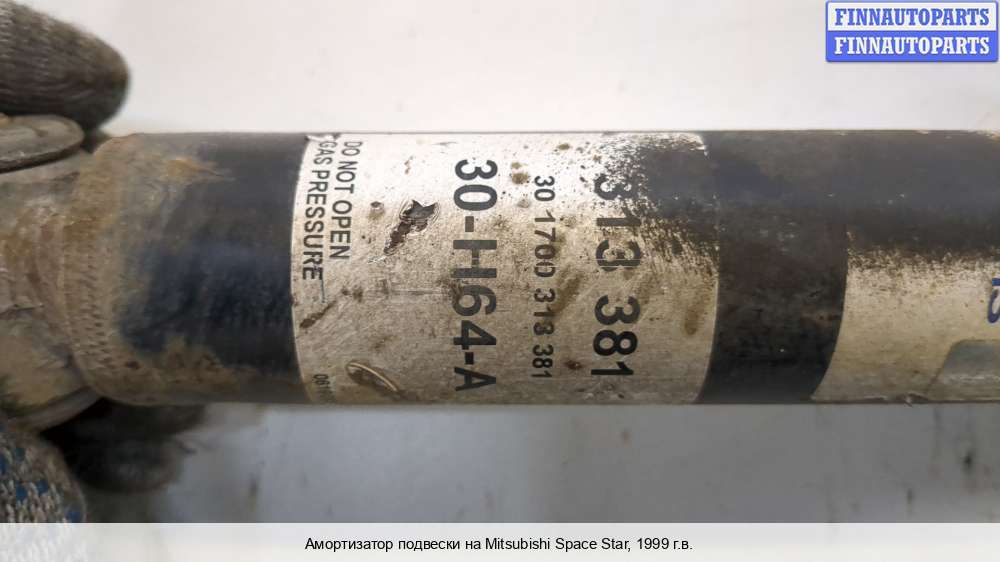 FINNAUTOPARTS
FINNAUTOPARTS
313 381
30 1700 313 381
30-H64-A
DO NOT OPEN
GAS PRESSURE
Амортизатор подвески на Mitsubishi Space Star, 1999 г.в.